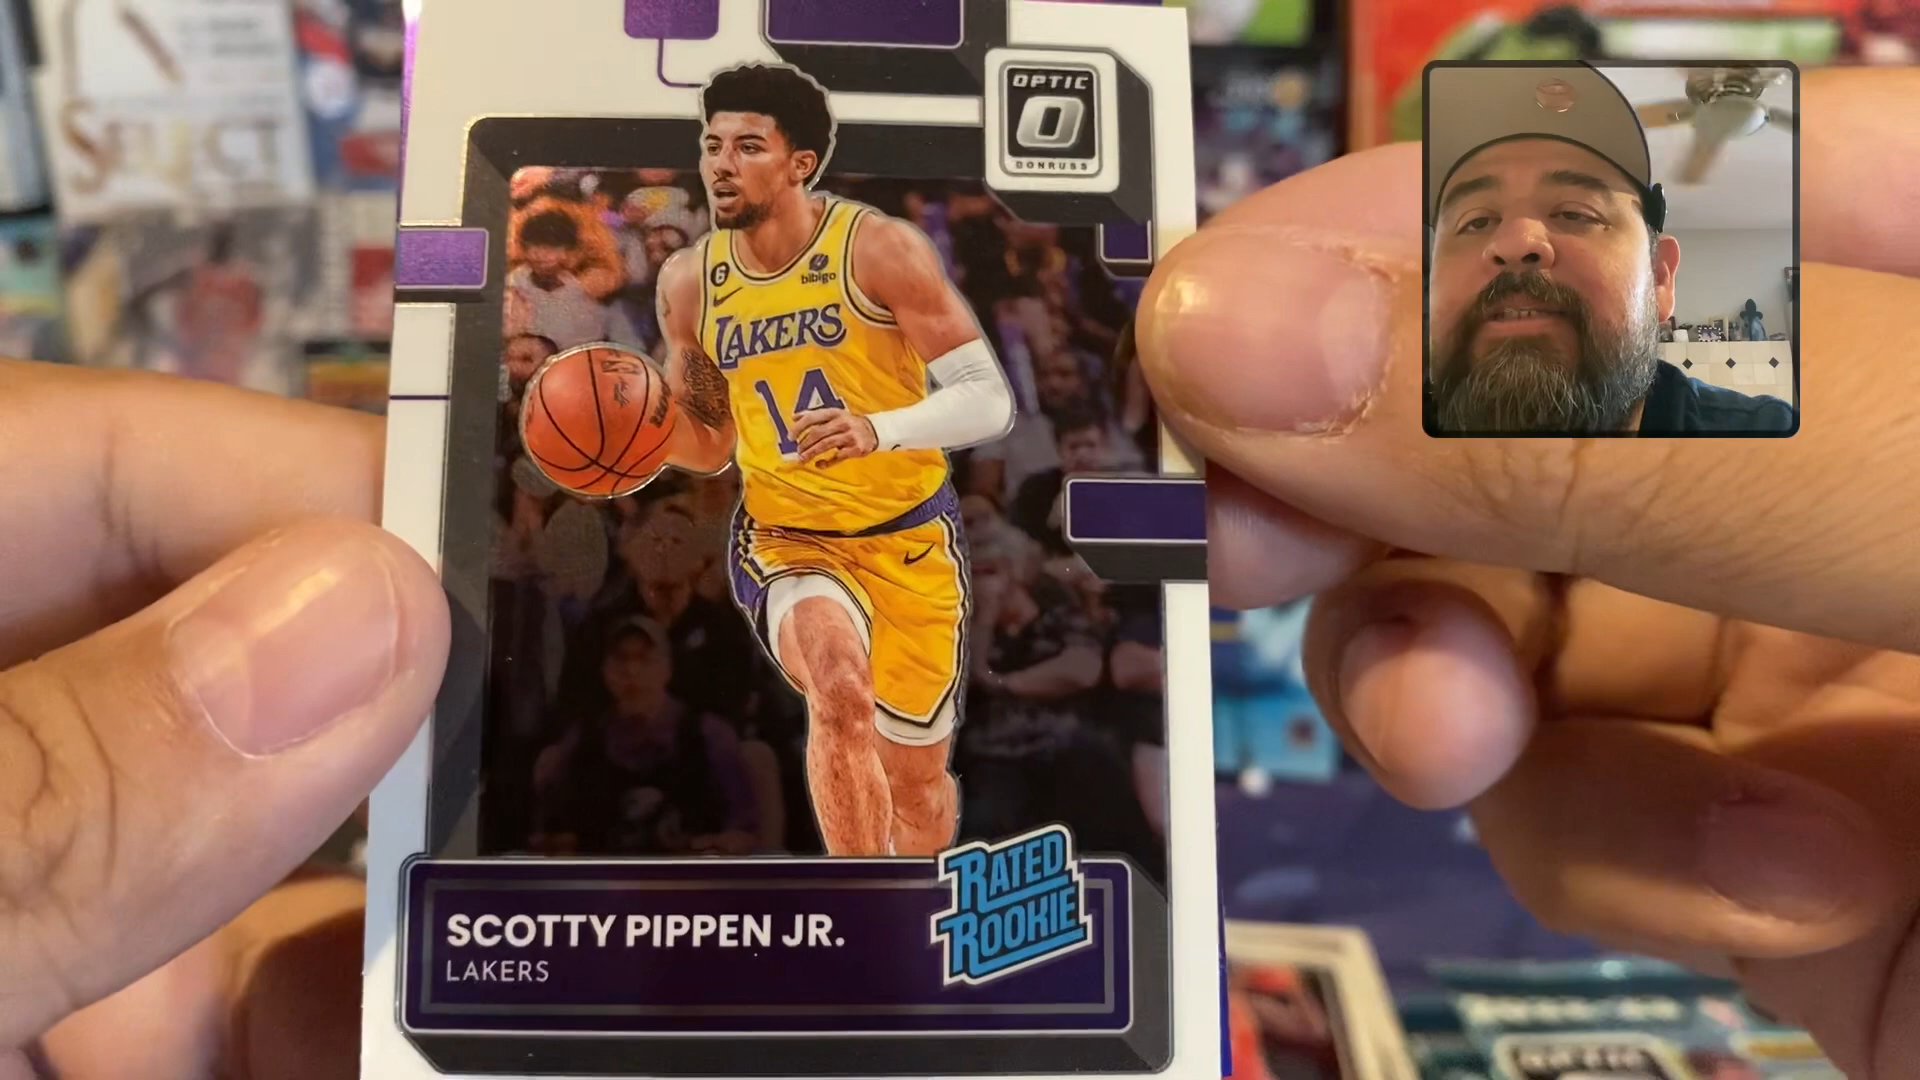 SELECT
OPTIC
O
DONRUSS
6
bibigo
LAKERS
14
SCOTTY PIPPEN JR.
LAKERS
RATED
ROOKIE